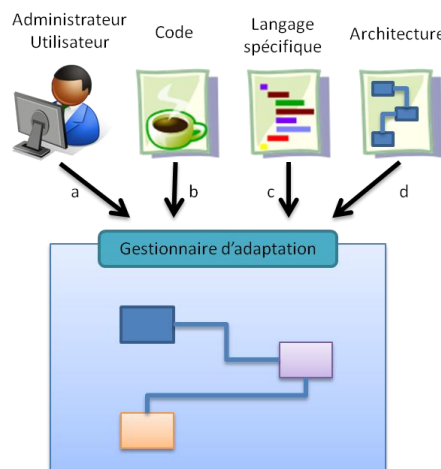 Administrateur
Utilisateur
Code
Langage
spécifique
Architecture
a
b
c
d
Gestionnaire d'adaptation